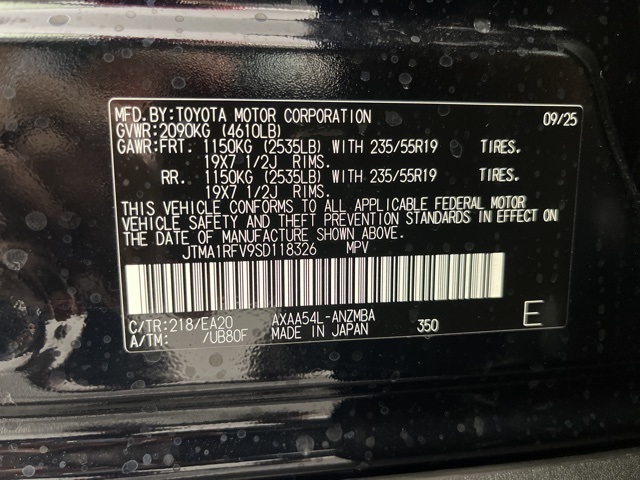 MFD.BY:TOYOTA MOTOR CORPORATION 09/25
GVWR:2090KG (4610LB)
GAWR:FRT. 1150KG (2535LB) WITH 235/55R19 TIRES.
19X7 1/2J RIMS.
RR. 1150KG (2535LB) WITH 235/55R19 TIRES.
19X7 1/2J RIMS.
THIS VEHICLE CONFORMS TO ALL APPLICABLE FEDERAL MOTOR
VEHICLE SAFETY AND THEFT PREVENTION STANDARDS IN EFFECT ON
THE DATE OF MANUFACTURE SHOWN ABOVE.
JTMA1RFV9SD118326 MPV
C/TR:218/EA20 AXAA54L-ANZMBA
A/TM: /UB80F MADE IN JAPAN 350 E